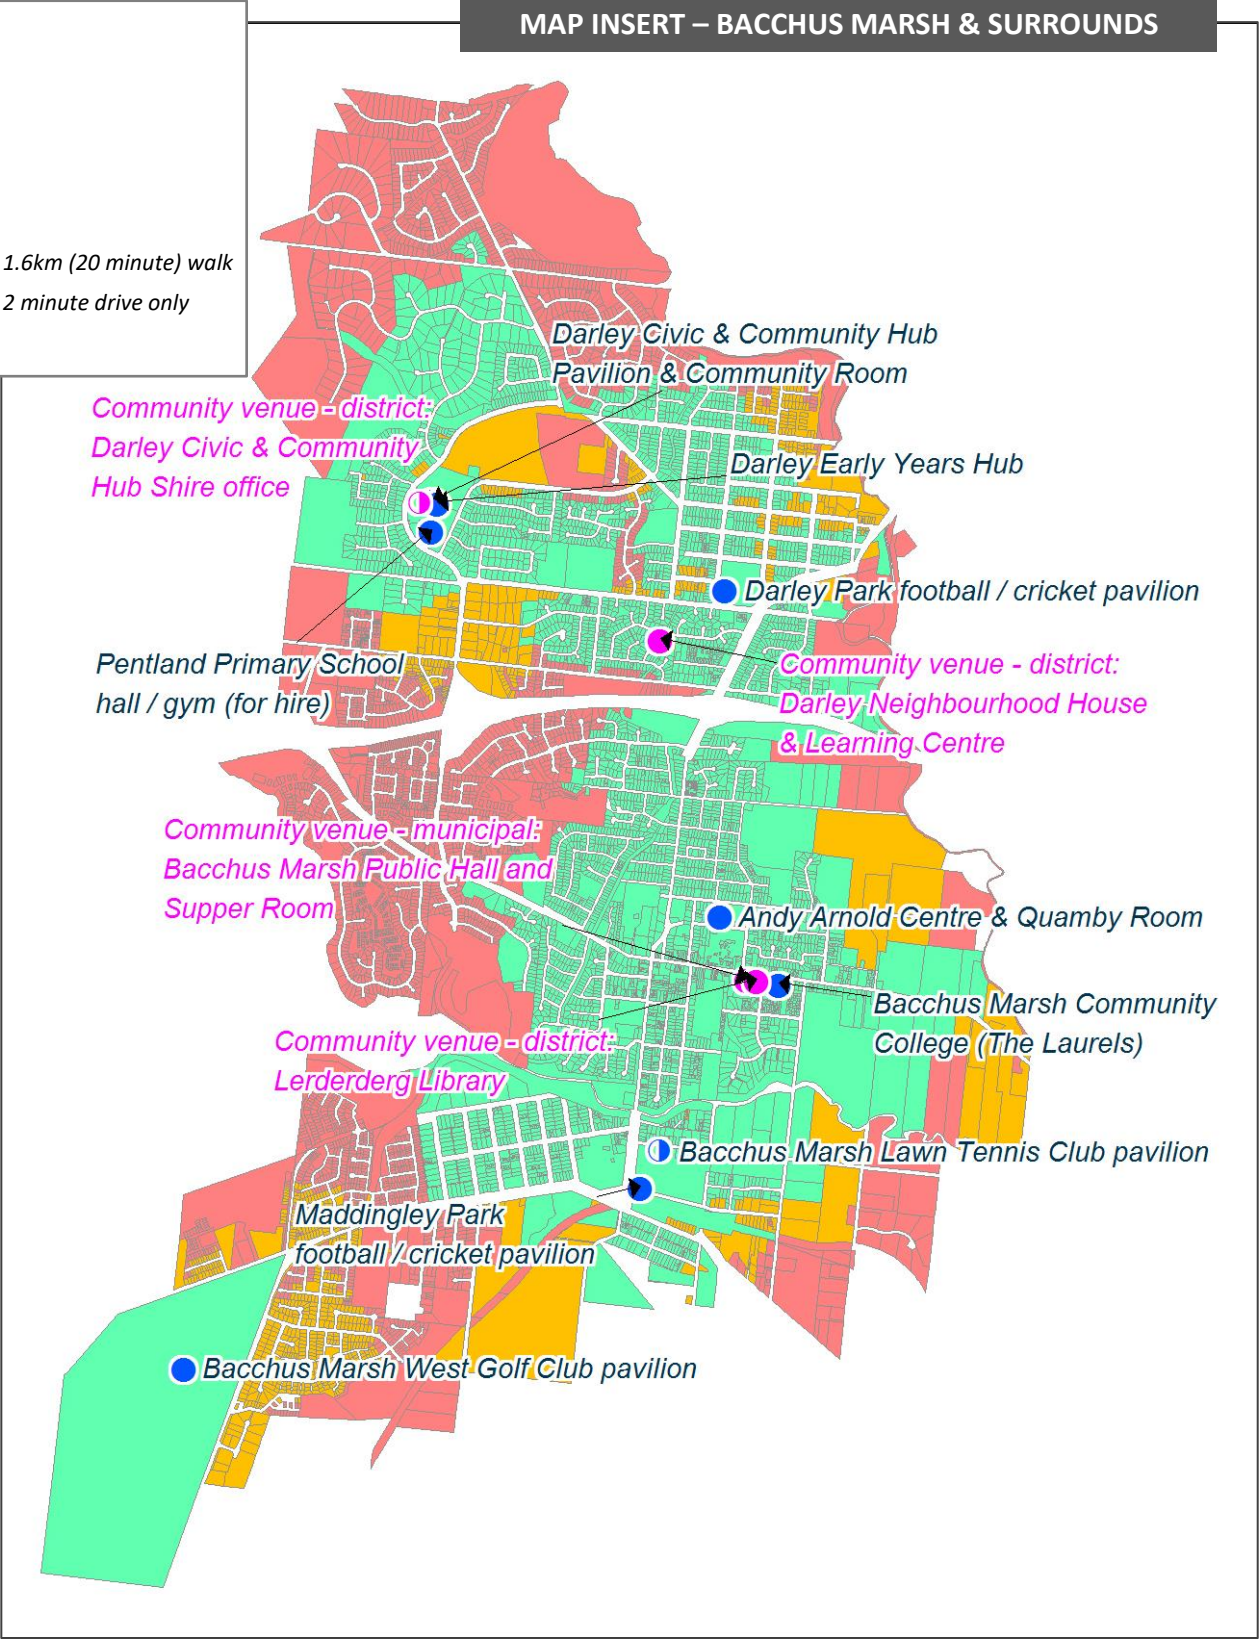 MAP INSERT – BACCHUS MARSH & SURROUNDS
1.6km (20 minute) walk
2 minute drive only
Darley Civic & Community Hub
Pavilion & Community Room
Community venue - district:
Darley Civic & Community
Hub Shire office
Darley Early Years Hub
Darley Park football / cricket pavilion
Pentland Primary School
hall / gym (for hire)
Community venue - district:
Darley Neighbourhood House
& Learning Centre
Community venue - municipal:
Bacchus Marsh Public Hall and
Supper Room
Andy Arnold Centre & Quamby Room
Bacchus Marsh Community
College (The Laurels)
Community venue - district:
Lerderderg Library
Bacchus Marsh Lawn Tennis Club pavilion
Maddingley Park
football / cricket pavilion
Bacchus Marsh West Golf Club pavilion